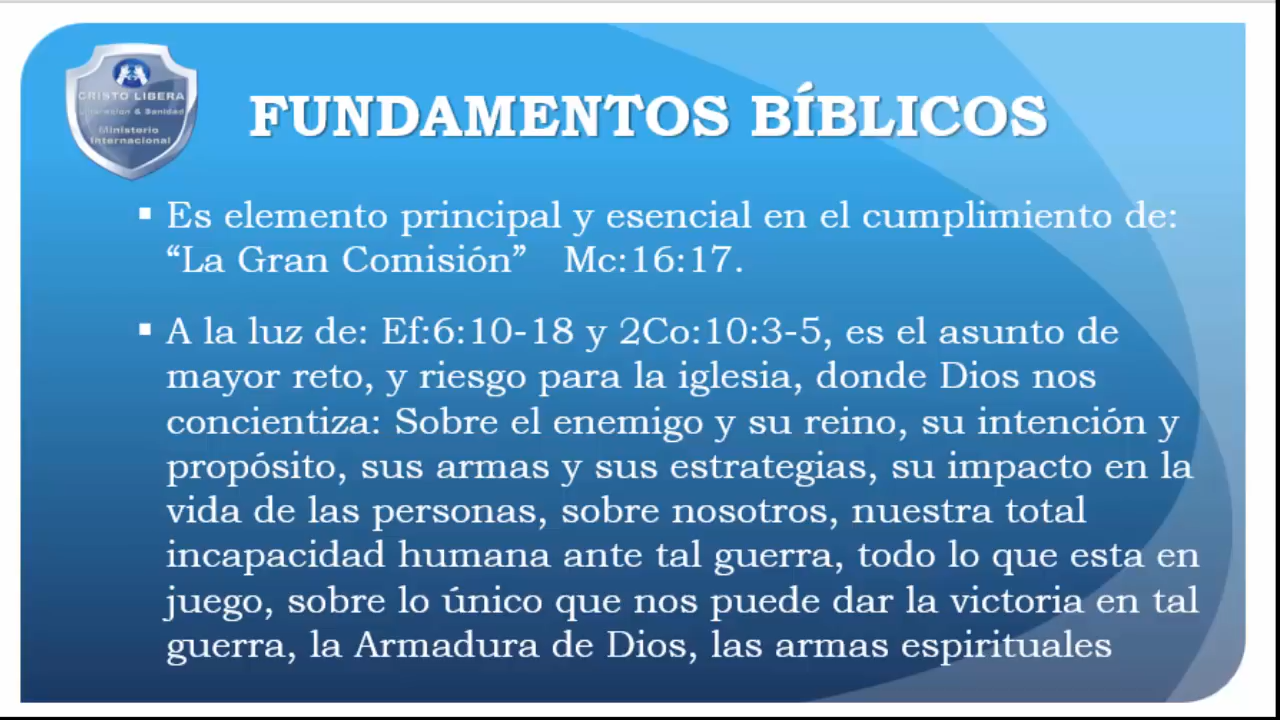 CRISTO LIBERA
Liberación & Sanidad
Ministerio
Internacional
FUNDAMENTOS BÍBLICOS
▪ Es elemento principal y esencial en el cumplimiento de:
“La Gran Comisión” Mc:16:17.
▪ A la luz de: Ef:6:10-18 y 2Co:10:3-5, es el asunto de
mayor reto, y riesgo para la iglesia, donde Dios nos
concientiza: Sobre el enemigo y su reino, su intención y
propósito, sus armas y sus estrategias, su impacto en la
vida de las personas, sobre nosotros, nuestra total
incapacidad humana ante tal guerra, todo lo que esta en
juego, sobre lo único que nos puede dar la victoria en tal
guerra, la Armadura de Dios, las armas espirituales